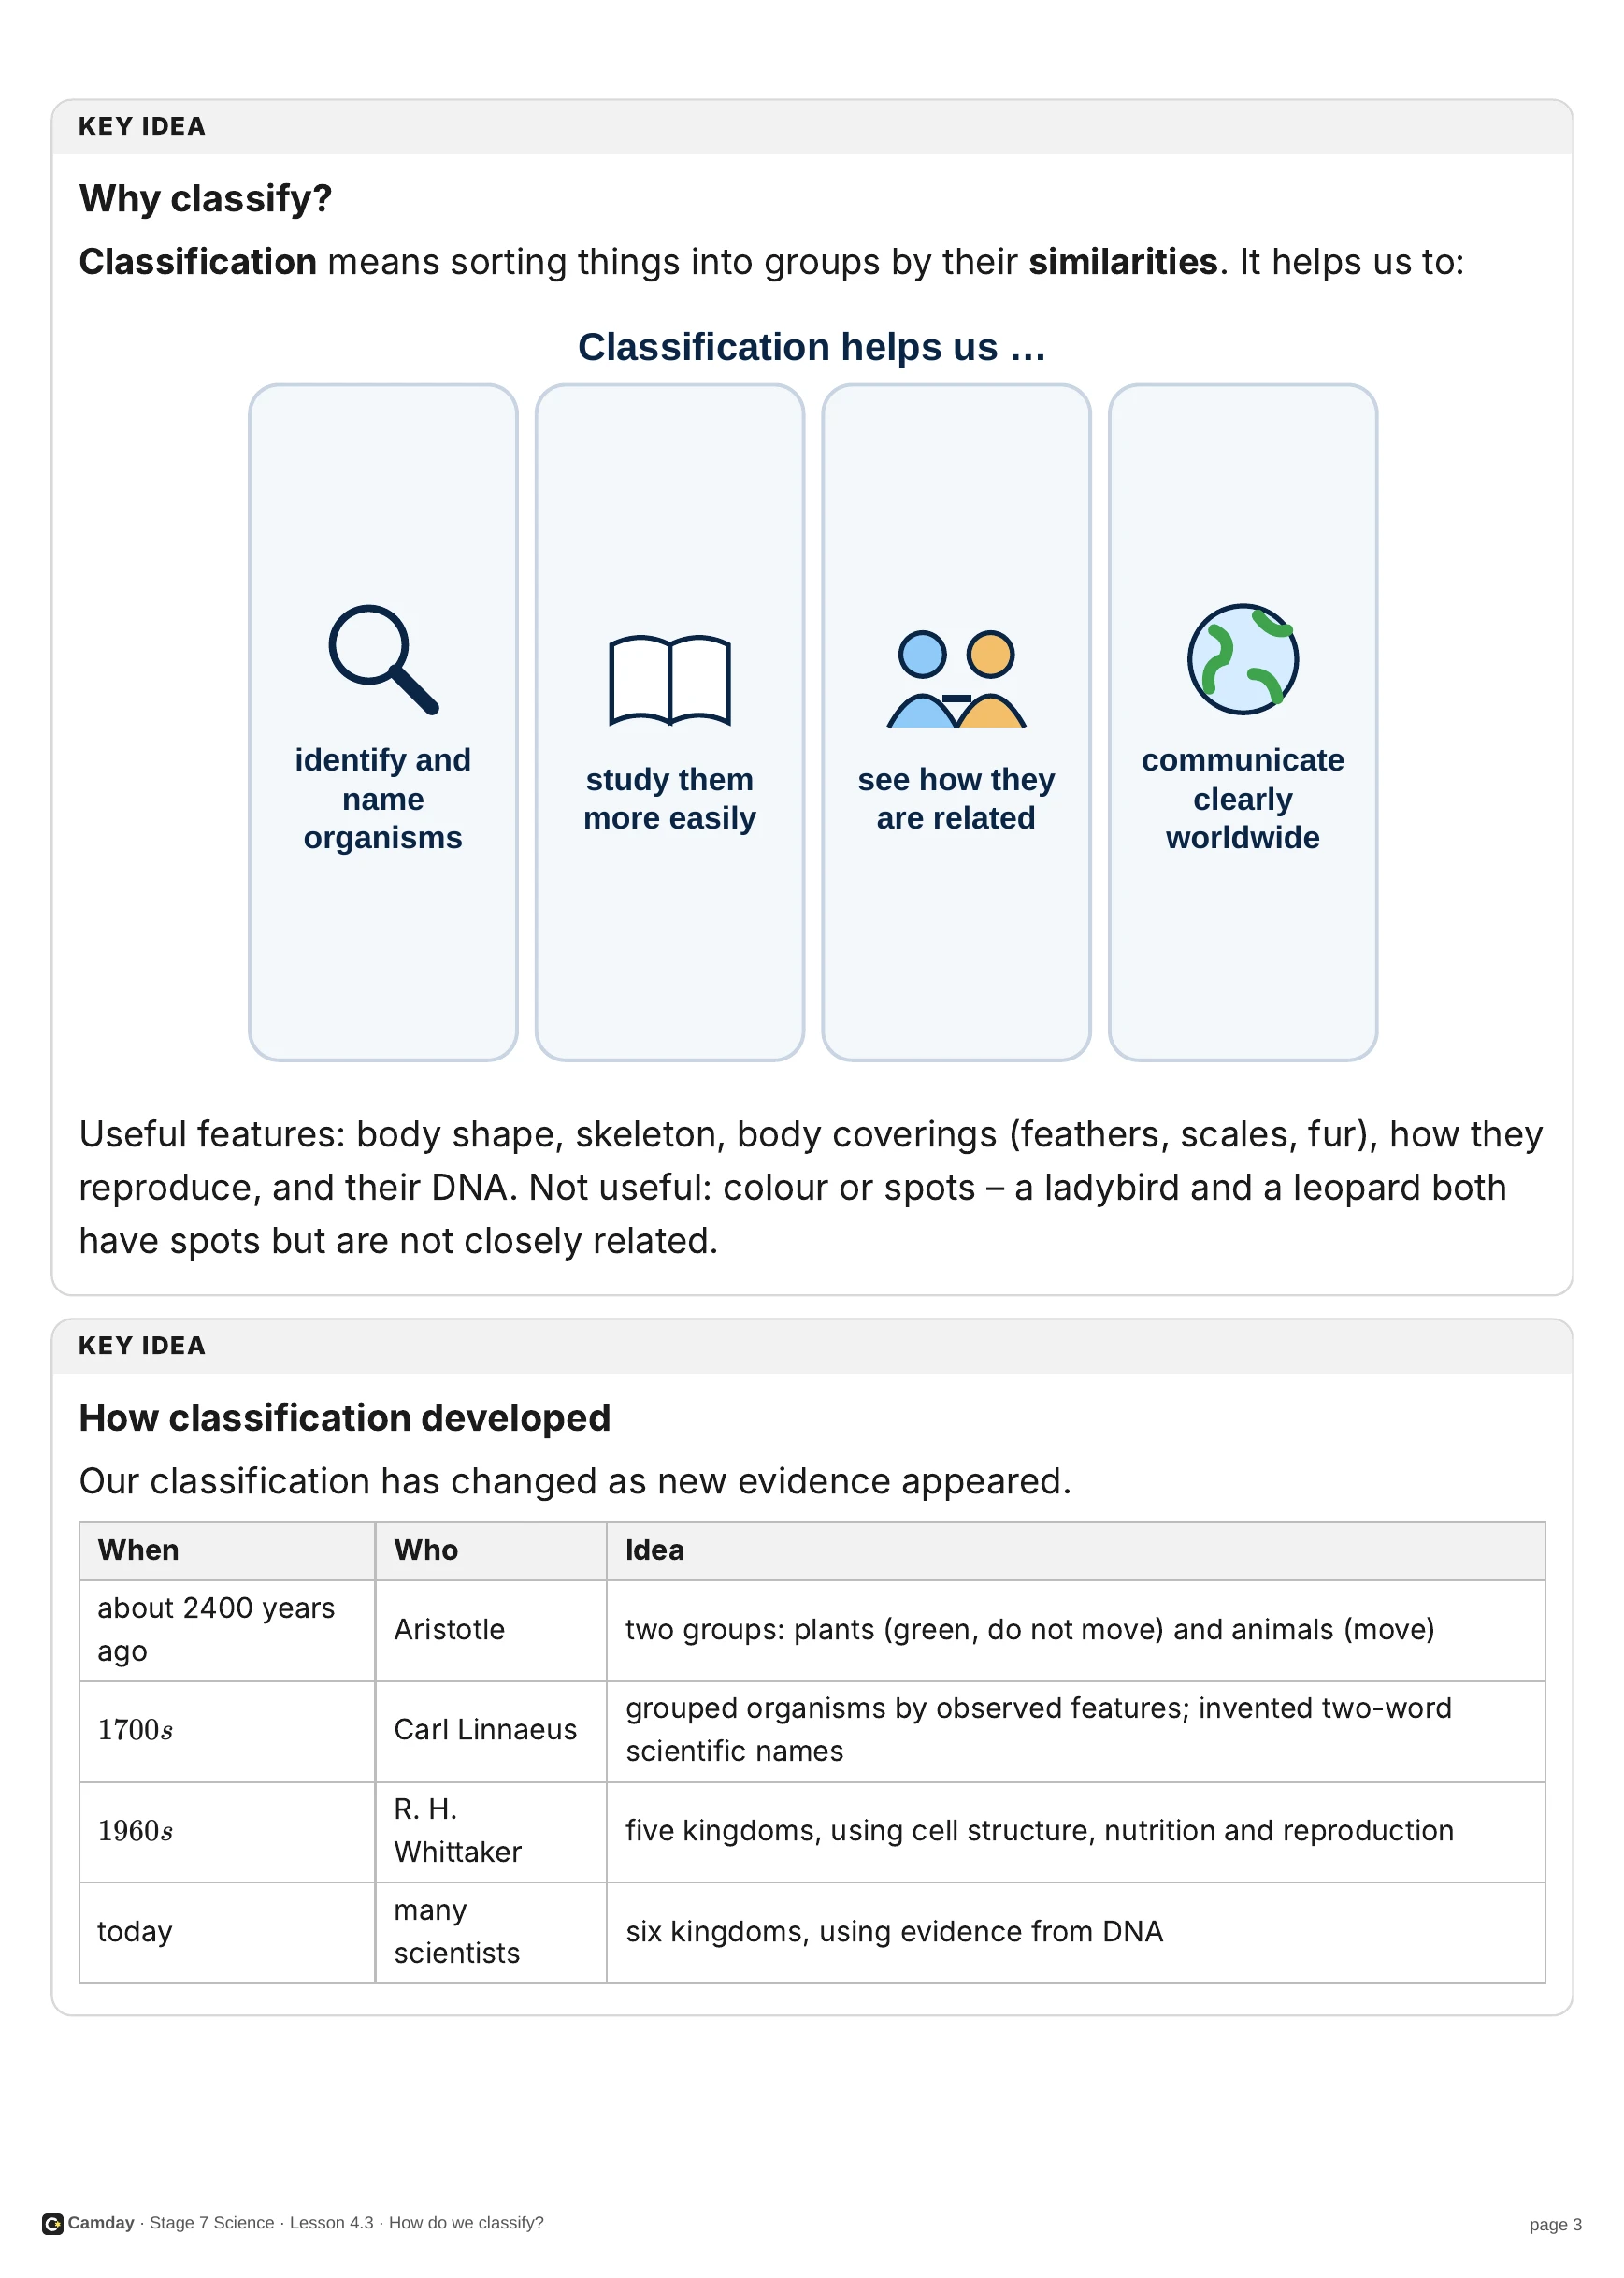 KEY IDEA
Why classify?
Classification means sorting things into groups by their similarities. It helps us to:
Classification helps us ...
identify and
name
organisms
study them
more easily
see how they
are related
communicate
clearly
worldwide
Useful features: body shape, skeleton, body coverings (feathers, scales, fur), how they
reproduce, and their DNA. Not useful: colour or spots – a ladybird and a leopard both
have spots but are not closely related.
KEY IDEA
How classification developed
Our classification has changed as new evidence appeared.
When Who Idea
about 2400 years
ago
Aristotle
two groups: plants (green, do not move) and animals (move)
1700s
Carl Linnaeus
grouped organisms by observed features; invented two-word
scientific names
1960s
R. H.
Whittaker
five kingdoms, using cell structure, nutrition and reproduction
today
many
scientists
six kingdoms, using evidence from DNA
Camday · Stage 7 Science · Lesson 4.3 · How do we classify?
page 3